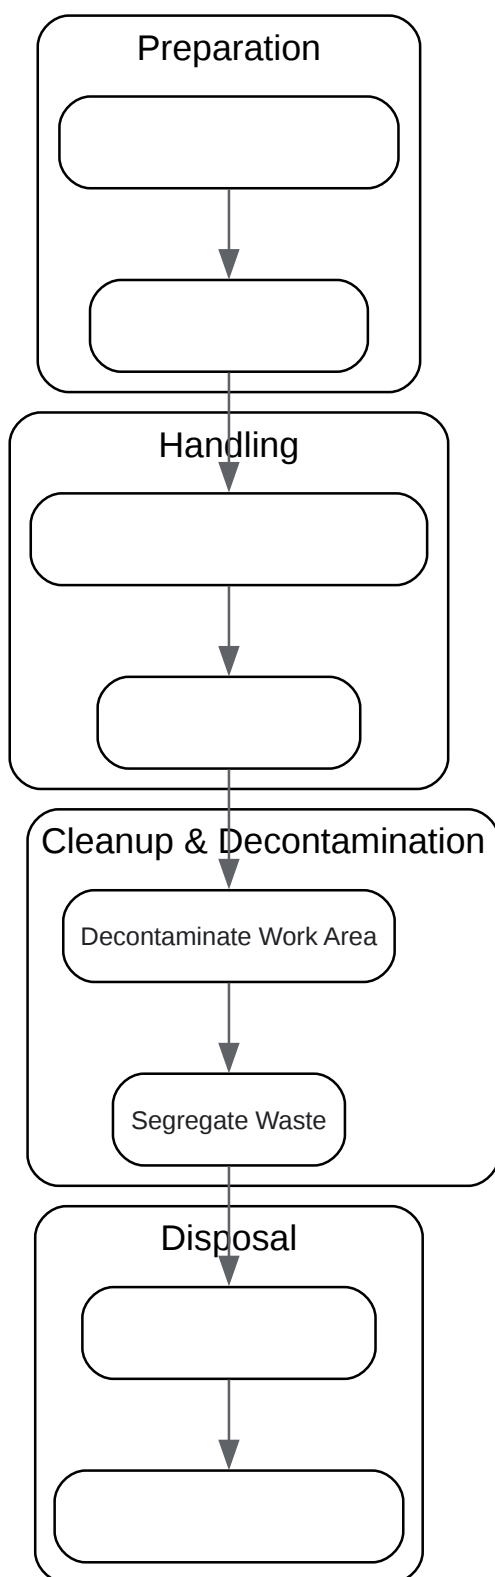 Preparation
Handling
Cleanup & Decontamination
Decontaminate Work Area
Segregate Waste
Disposal